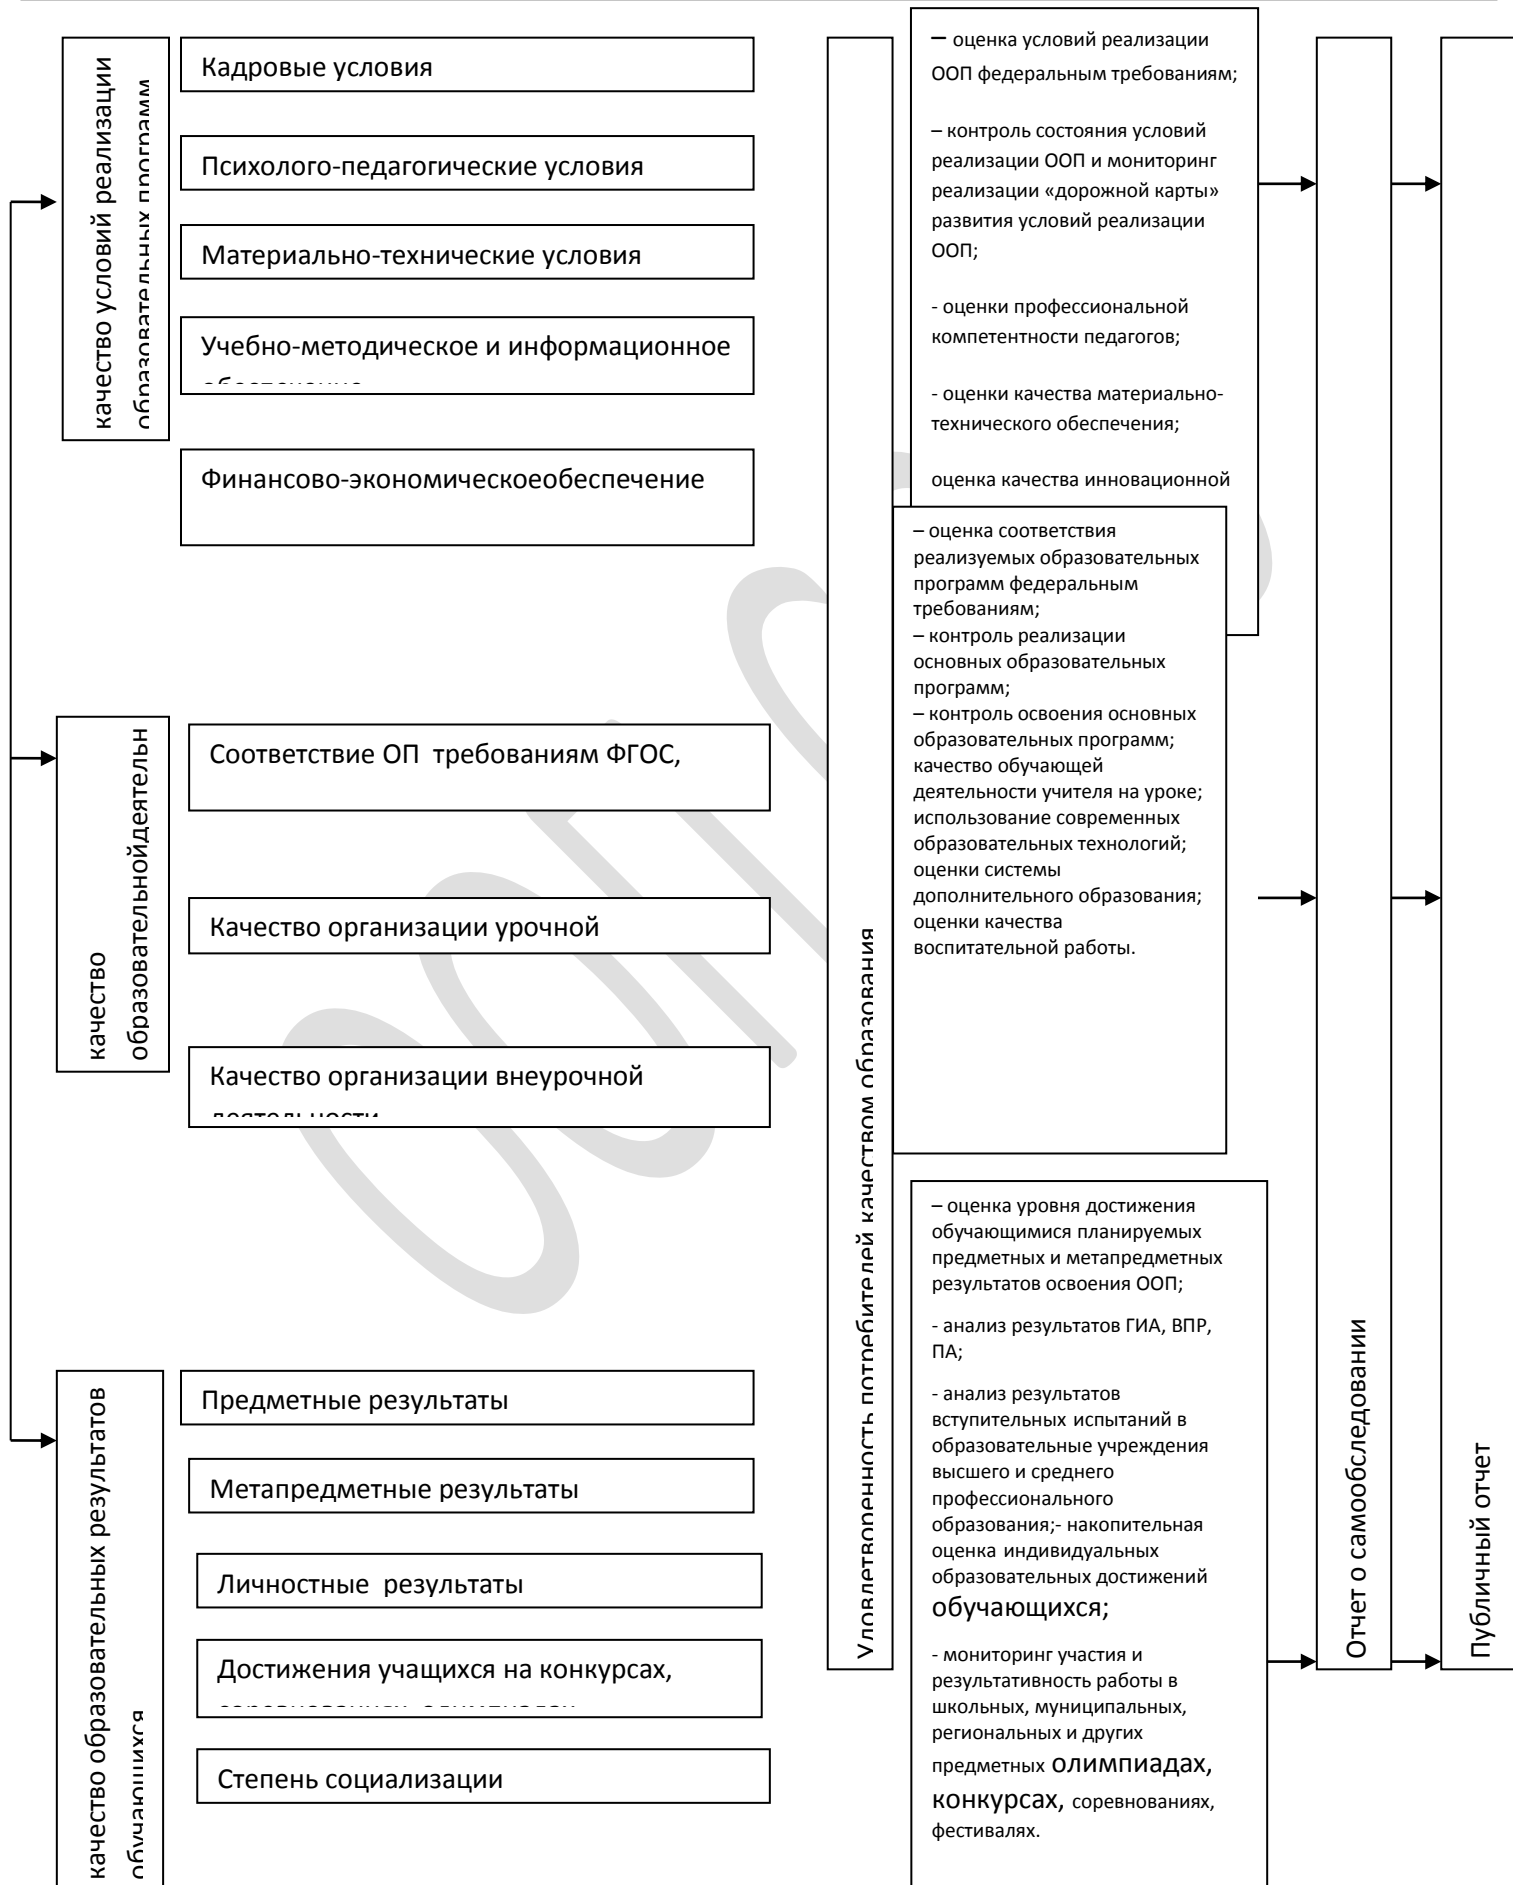 качество условий реализации
образовательных программ
Кадровые условия
Психолого-педагогические условия
Материально-технические условия
Учебно-методическое и информационное
обеспечение
Финансово-экономическоеобеспечение
качество
образовательнойдеятельн
Соответствие ОП требованиям ФГОС,
Качество организации урочной
Качество организации внеурочной
деятельности
качество образовательных результатов
обучающихся
Предметные результаты
Метапредметные результаты
Личностные результаты
Достижения учащихся на конкурсах,
соревнованиях, олимпиадах
Степень социализации
Удовлетворенность потребителей качеством образования
– оценка условий реализации
ООП федеральным требованиям;
– контроль состояния условий
реализации ООП и мониторинг
реализации «дорожной карты»
развития условий реализации
ООП;
- оценки профессиональной
компетентности педагогов;
- оценки качества материально-
технического обеспечения;
оценка качества инновационной
– оценка соответствия
реализуемых образовательных
программ федеральным
требованиям;
– контроль реализации
основных образовательных
программ;
– контроль освоения основных
образовательных программ;
качество обучающей
деятельности учителя на уроке;
использование современных
образовательных технологий;
оценки системы
дополнительного образования;
оценки качества
воспитательной работы.
– оценка уровня достижения
обучающимися планируемых
предметных и метапредметных
результатов освоения ООП;
- анализ результатов ГИА, ВПР,
ПА;
- анализ результатов
вступительных испытаний в
образовательные учреждения
высшего и среднего
профессионального
образования;- накопительная
оценка индивидуальных
образовательных достижений
обучающихся;
- мониторинг участия и
результативность работы в
школьных, муниципальных,
региональных и других
предметных олимпиадах,
конкурсах, соревнованиях,
фестивалях.
Отчет о самообследовании
Публичный отчет